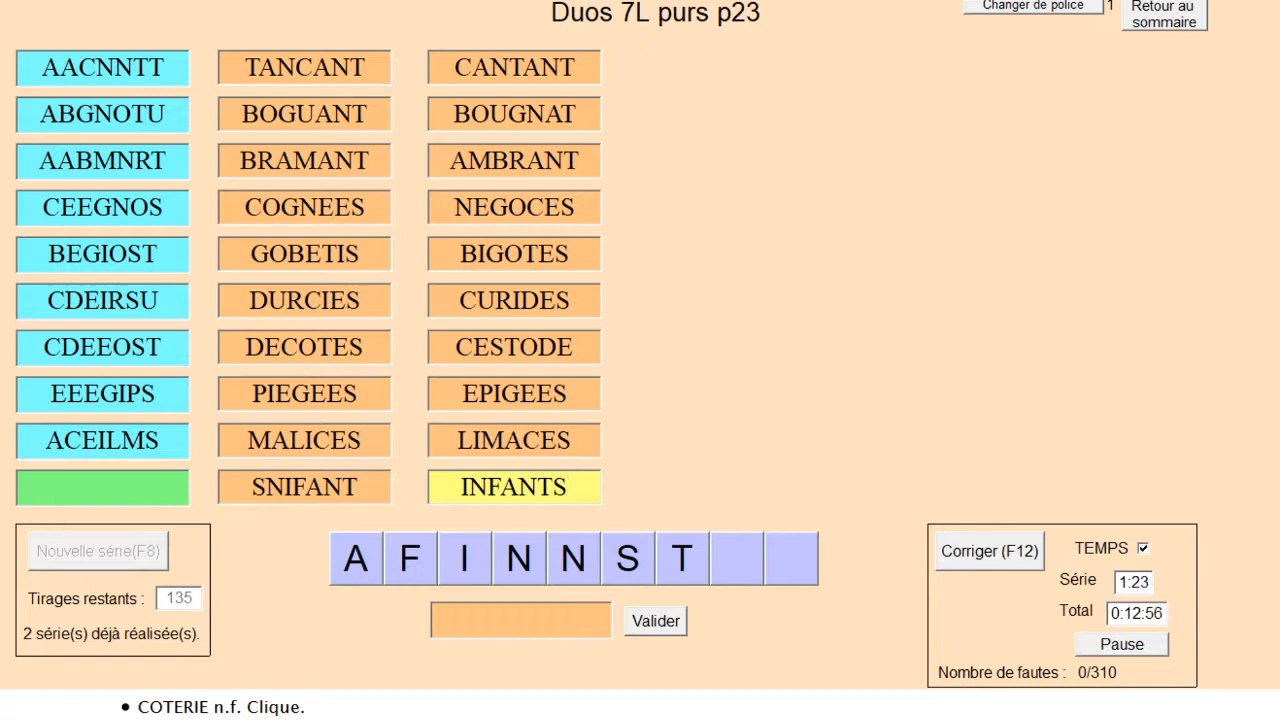 Duos 7L purs p23
Changer de police 1 Retour au sommaire
AACNNTT TANCANT CANTANT
ABGNOTU BOGUANT BOUGNAT
AABMNRT BRAMANT AMBRANT
CEEGNOS COGNEES NEGOCES
BEGIOST GOBETIS BIGOTES
CDEIRSU DURCIES CURIDES
CDEEOST DECOTES CESTODE
EEEGIPS PIEGEES EPIGEES
ACEILMS MALICES LIMACES
SNIFANT INFANTS
Nouvelle série(F8)
Tirages restants : 135
2 série(s) déjà réalisée(s).
A F I N N S T
Valider
Corriger (F12) TEMPS
Série 1:23
Total 0:12:56
Pause
Nombre de fautes : 0/310
• COTERIE n.f. Clique.